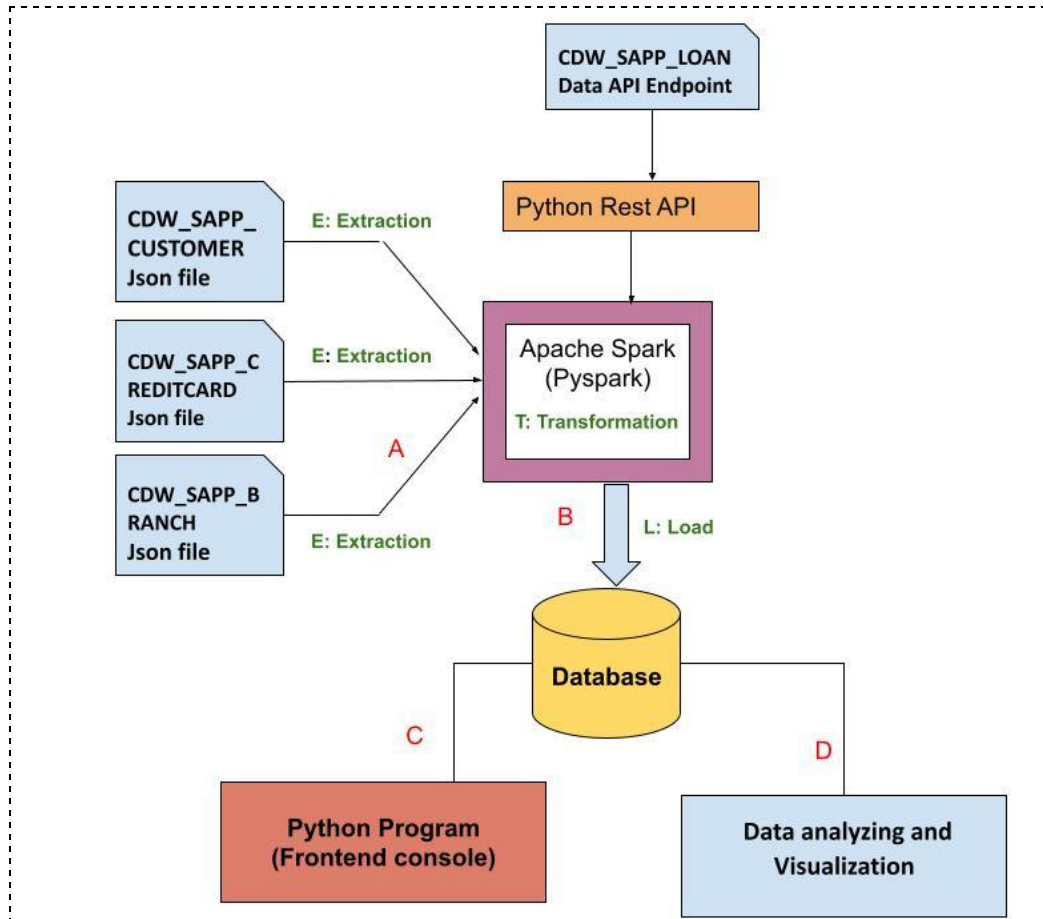 CDW_SAPP_LOAN
Data API Endpoint
Python Rest API
CDW_SAPP_
CUSTOMER
Json file
E: Extraction
CDW_SAPP_C
REDITCARD
Json file
E: Extraction
Apache Spark
(Pyspark)
T: Transformation
A
CDW_SAPP_B
RANCH
Json file
E: Extraction
B
L: Load
Database
C
D
Python Program
(Frontend console)
Data analyzing and
Visualization